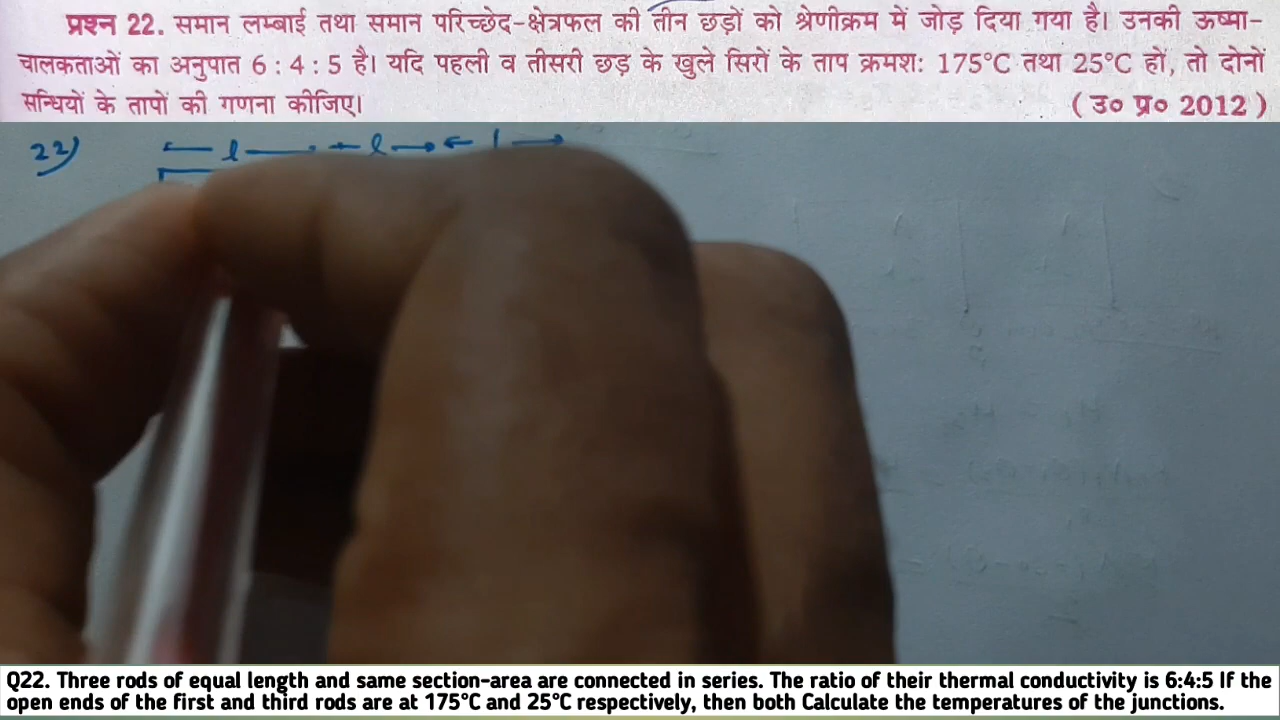 प्रश्न 22. समान लम्बाई तथा समान परिच्छेद-क्षेत्रफल की तीन छड़ों को श्रेणीक्रम में जोड़ दिया गया है। उनकी ऊष्मा-
चालकताओं का अनुपात 6 : 4 : 5 है। यदि पहली व तीसरी छड़ के खुले सिरों के ताप क्रमश: 175°C तथा 25°C हों, तो दोनों
सन्धियों के तापों की गणना कीजिए।
( उ० प्र० 2012 )
22)
l l
Q22. Three rods of equal length and same section-area are connected in series. The ratio of their thermal conductivity is 6:4:5 If the
open ends of the first and third rods are at 175°C and 25°C respectively, then both Calculate the temperatures of the junctions.